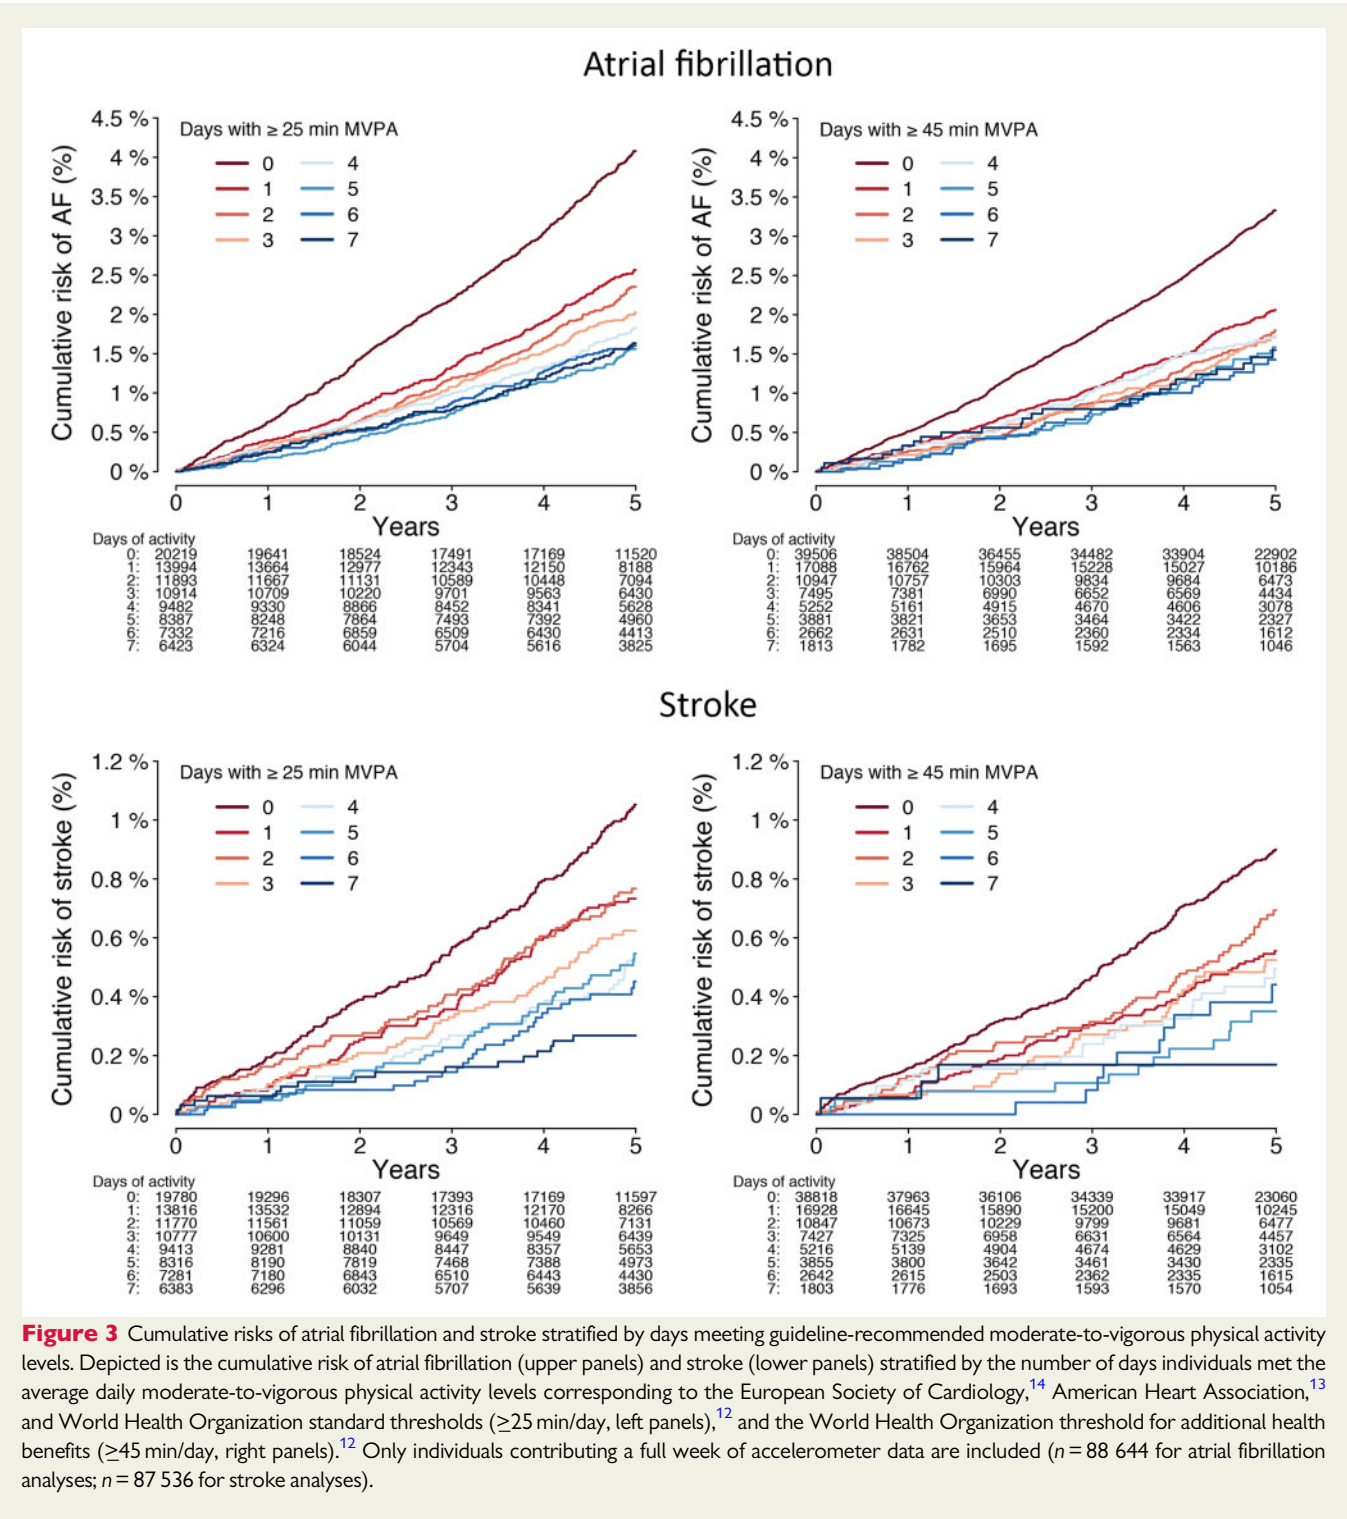 Atrial fibrillation
4.5 %
4 %
3.5 %
3 %
2.5 %
2 %
1.5 %
1 %
0.5 %
0 %
Cumulative risk of AF (%)
Days with ≥ 25 min MVPA
0 4
1 5
2 6
3 7
0 1 2 3 4 5
Years
Days of activity
0: 20219 19641 18524 17491 17169 11520
1: 13994 13664 12977 12343 12150 8188
2: 11893 11667 11131 10589 10448 7094
3: 10914 10709 10220 9701 9563 6430
4: 9482 9330 8866 8452 8341 5628
5: 8387 8248 7864 7493 7392 4960
6: 7332 7216 6859 6509 6430 4413
7: 6423 6324 6044 5704 5616 3825
4.5 %
4 %
3.5 %
3 %
2.5 %
2 %
1.5 %
1 %
0.5 %
0 %
Cumulative risk of AF (%)
Days with ≥ 45 min MVPA
0 4
1 5
2 6
3 7
0 1 2 3 4 5
Years
Days of activity
0: 39506 38504 36455 34482 33904 22902
1: 17088 16762 15964 15228 15027 10186
2: 10947 10757 10303 9834 9684 6473
3: 7495 7381 6990 6652 6569 4434
4: 5252 5161 4915 4670 4606 3078
5: 3881 3821 3653 3464 3422 2327
6: 2662 2631 2510 2360 2334 1612
7: 1813 1782 1695 1592 1563 1046
Stroke
1.2 %
1 %
0.8 %
0.6 %
0.4 %
0.2 %
0 %
Cumulative risk of stroke (%)
Days with ≥ 25 min MVPA
0 4
1 5
2 6
3 7
0 1 2 3 4 5
Years
Days of activity
0: 19780 19296 18307 17393 17169 11597
1: 13816 13532 12894 12316 12170 8266
2: 11770 11561 11059 10569 10460 7131
3: 10777 10600 10131 9649 9549 6439
4: 9413 9281 8840 8447 8357 5653
5: 8316 8190 7819 7468 7388 4973
6: 7281 7180 6843 6510 6443 4430
7: 6383 6296 6032 5707 5639 3856
1.2 %
1 %
0.8 %
0.6 %
0.4 %
0.2 %
0 %
Cumulative risk of stroke (%)
Days with ≥ 45 min MVPA
0 4
1 5
2 6
3 7
0 1 2 3 4 5
Years
Days of activity
0: 38818 37963 36106 34339 33917 23060
1: 16928 16645 15890 15200 15049 10245
2: 10847 10673 10229 9799 9681 6477
3: 7427 7325 6958 6631 6564 4457
4: 5216 5139 4904 4674 4629 3102
5: 3855 3800 3642 3461 3430 2335
6: 2642 2615 2503 2362 2335 1615
7: 1803 1776 1693 1593 1570 1054
Figure 3 Cumulative risks of atrial fibrillation and stroke stratified by days meeting guideline-recommended moderate-to-vigorous physical activity
levels. Depicted is the cumulative risk of atrial fibrillation (upper panels) and stroke (lower panels) stratified by the number of days individuals met the
average daily moderate-to-vigorous physical activity levels corresponding to the European Society of Cardiology,14 American Heart Association,13
and World Health Organization standard thresholds (≥25 min/day, left panels),12 and the World Health Organization threshold for additional health
benefits (≥45 min/day, right panels).12 Only individuals contributing a full week of accelerometer data are included (n = 88 644 for atrial fibrillation
analyses; n = 87 536 for stroke analyses).